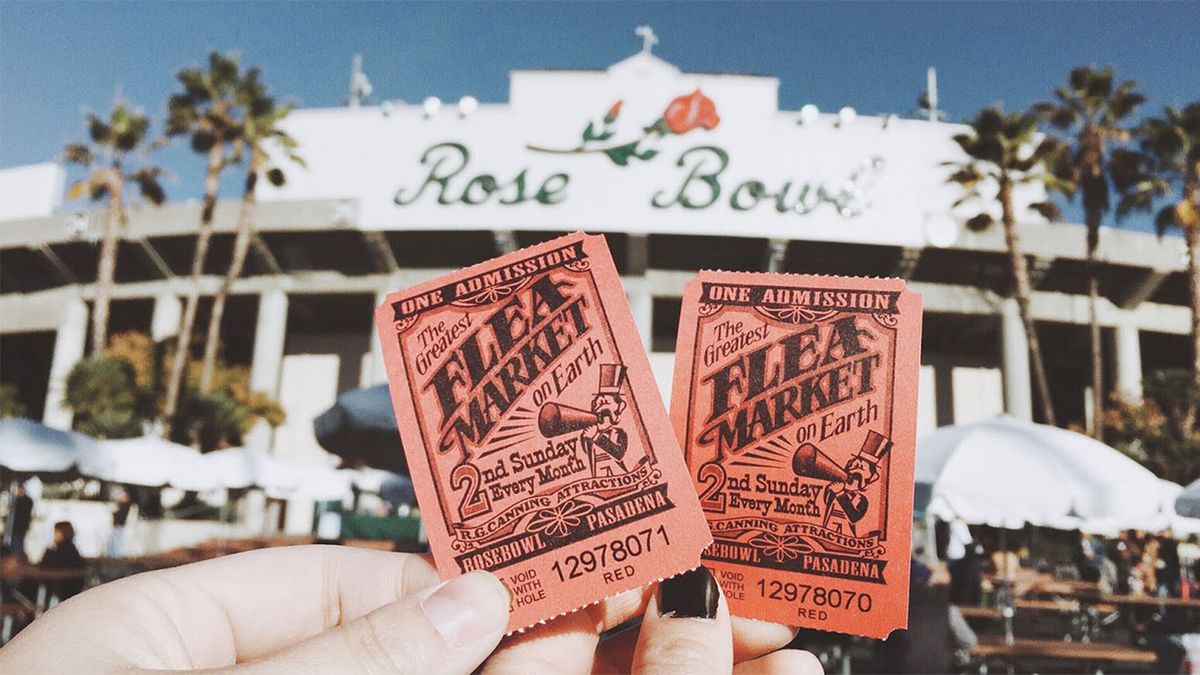 Rose Bowl
ONE ADMISSION
The
Greatest
FLEA
MARKET
on Earth
2nd Sunday
Every Month
R.G. CANNING ATTRACTIONS
ROSEBOWL PASADENA
VOID
WITH
HOLE
12978071
RED
ONE ADMISSION
The
Greatest
FLEA
MARKET
on Earth
2nd Sunday
Every Month
CANNING ATTRACTIONS
ROSEBOWL PASADENA
VOID
WITH
HOLE
12978070
RED